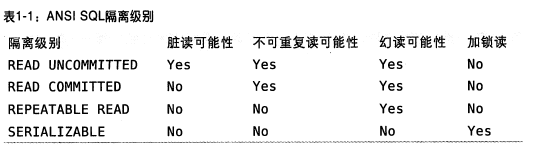 表1-1：ANSI SQL隔离级别
隔离级别 脏读可能性 不可重复读可能性 幻读可能性 加锁读
READ UNCOMMITTED Yes Yes Yes No
READ COMMITTED No Yes Yes No
REPEATABLE READ No No Yes No
SERIALIZABLE No No No Yes